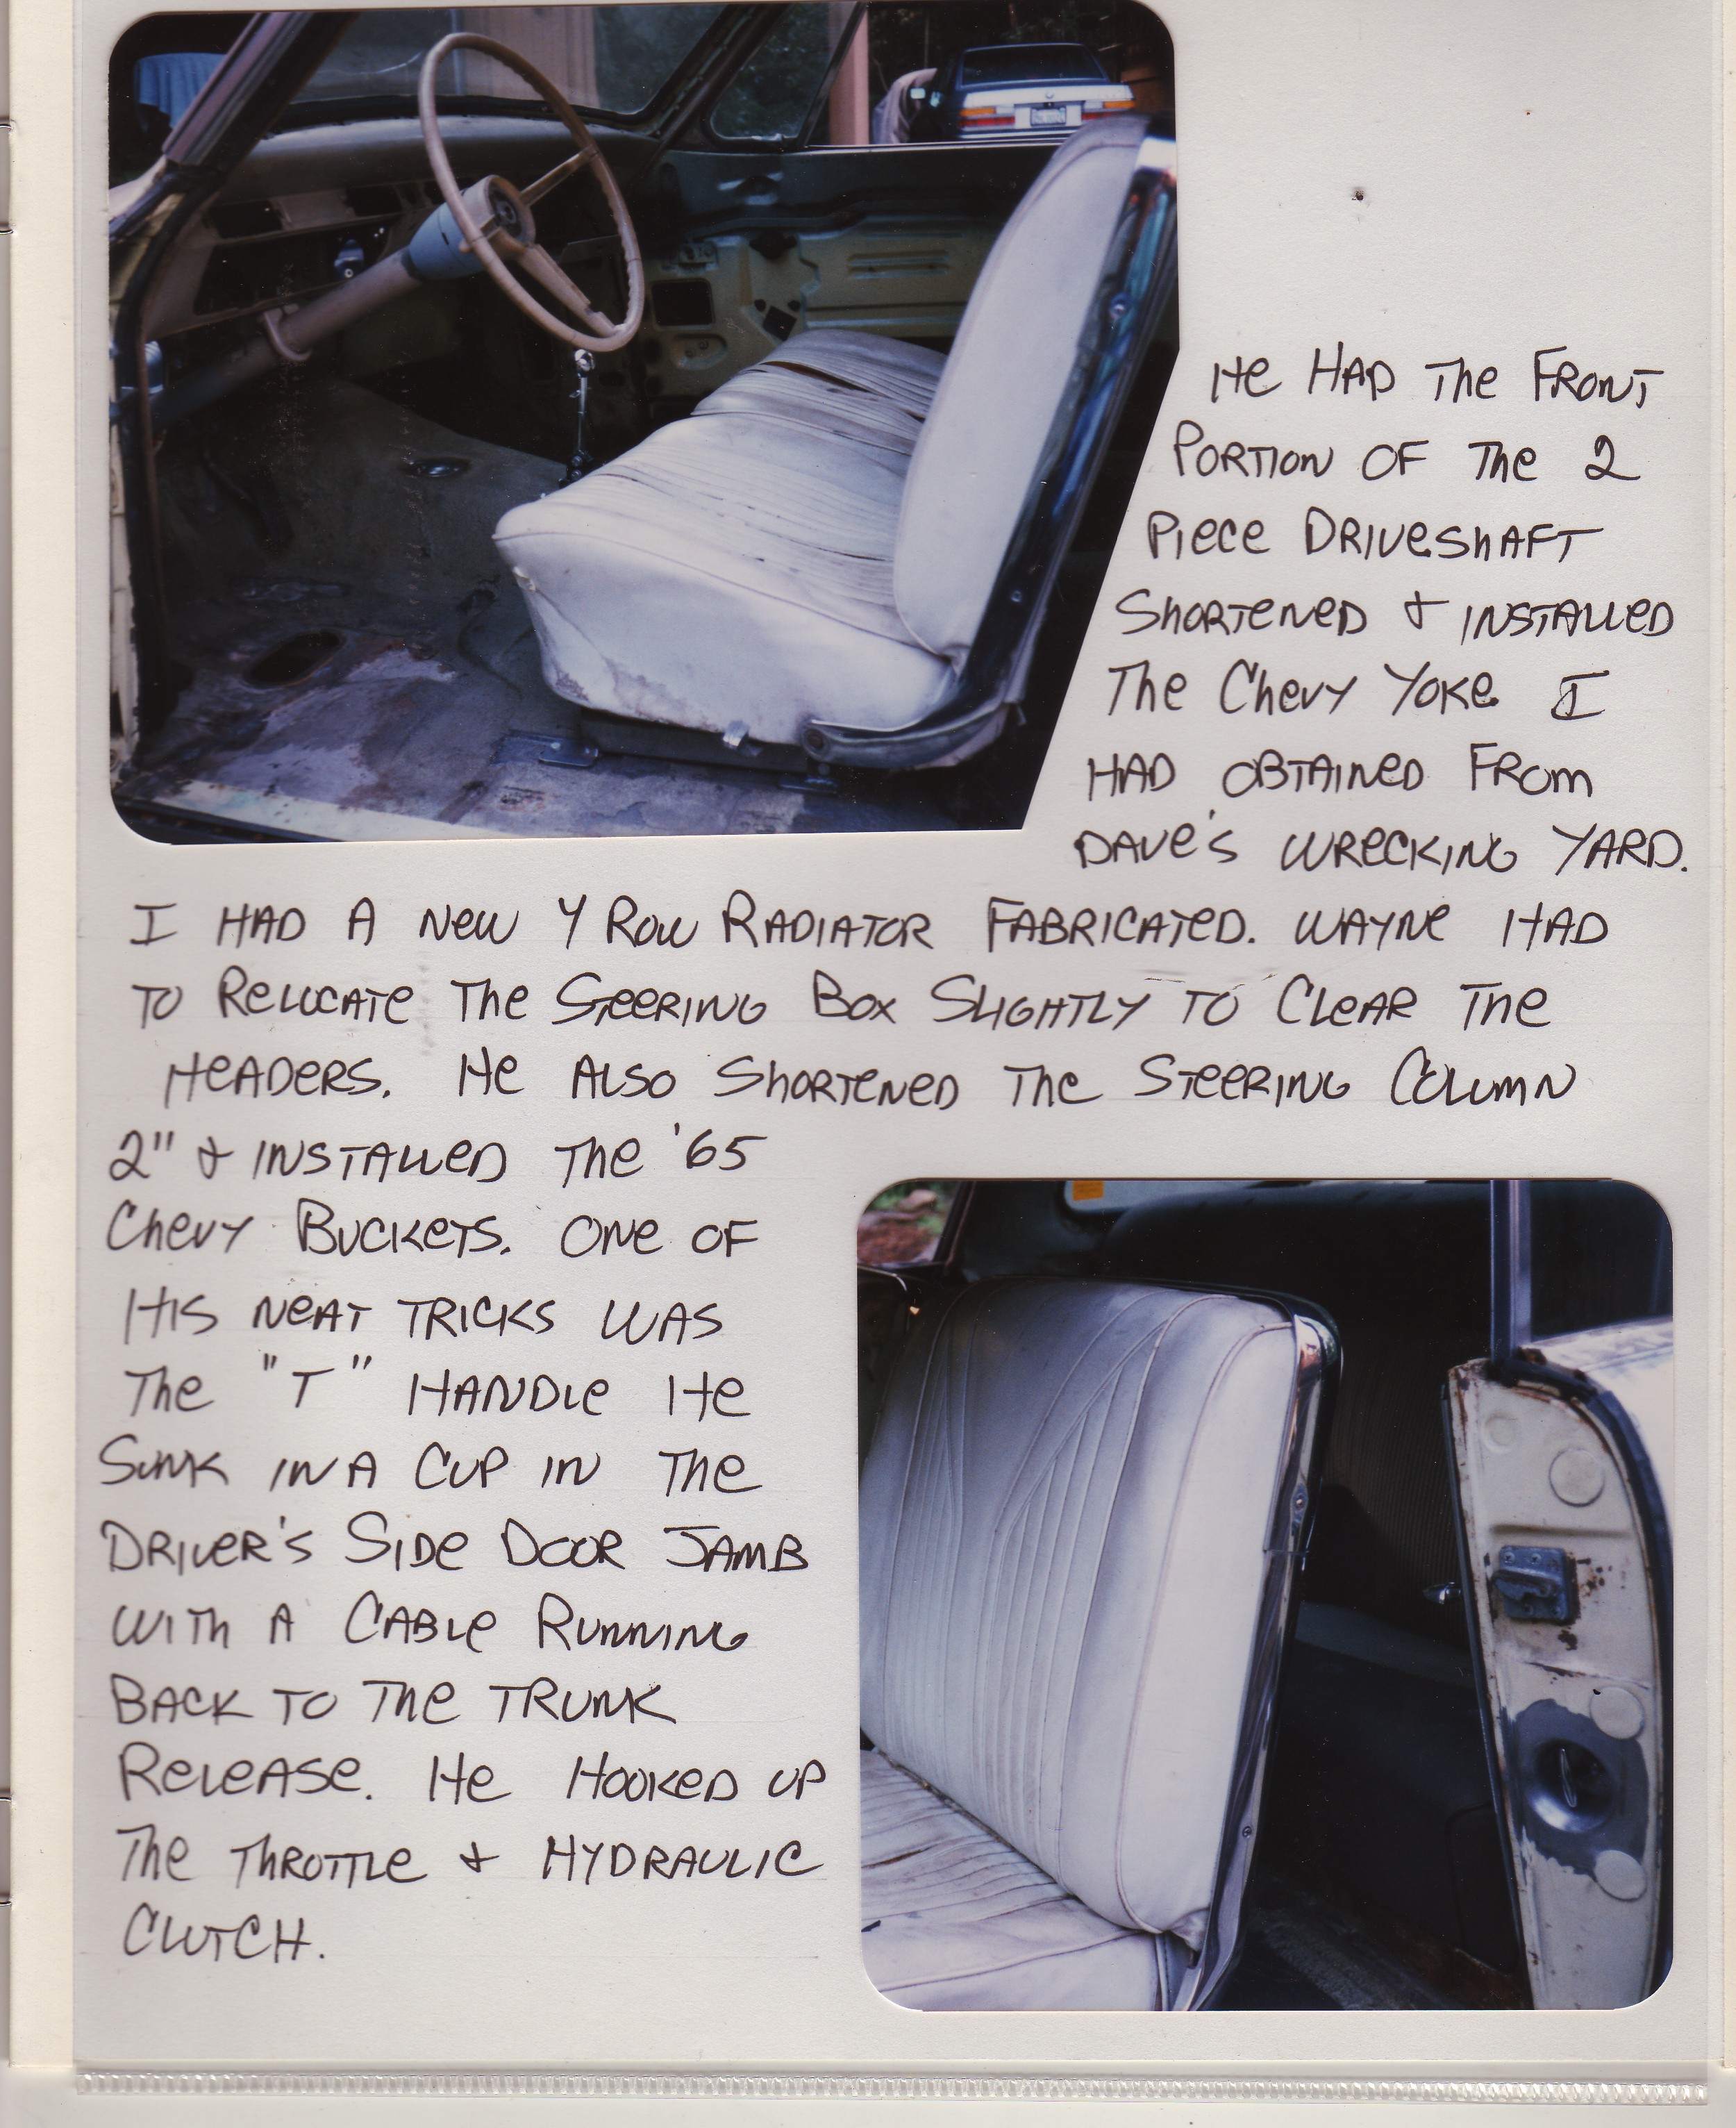 He HAD The FRONT
PORTION OF The 2
Piece DRIVeSHAFT
SHORTENED & INSTALLED
The Chevy Yoke I
HAD OBTAINED FROM
DAVE'S WRECKING YARD.
I HAD A NEW 4 ROW RADIATOR FABRICATED. WAYNE HAD
TO RELOCATE The STEERING BOX SLIGHTLY TO CLEAR The
HEADERS. He ALSO SHORTENED The STEERING COLUMN
2" & INSTALLED The '65
Chevy BUCKETS. ONE OF
HIS NEAT TRICKS WAS
The "T" HANDLE He
SUNK IN A CUP IN The
DRIVER'S SIDE DOOR JAMB
WITH A CABLE RUNNING
BACK TO The TRUNK
RELEASE. He HOOKED UP
The THROTTLE & HYDRAULIC
CLUTCH.